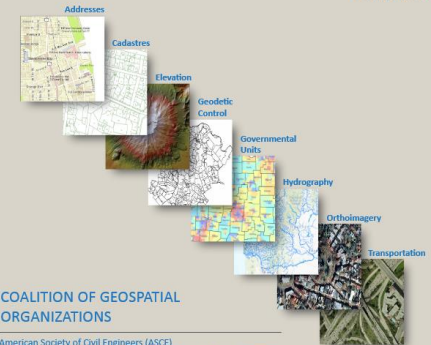 Addresses
Cadastres
Elevation
Geodetic
Control
Governmental
Units
Hydrography
Orthoimagery
Transportation
COALITION OF GEOSPATIAL
ORGANIZATIONS
American Society of Civil Engineers (ASCE)